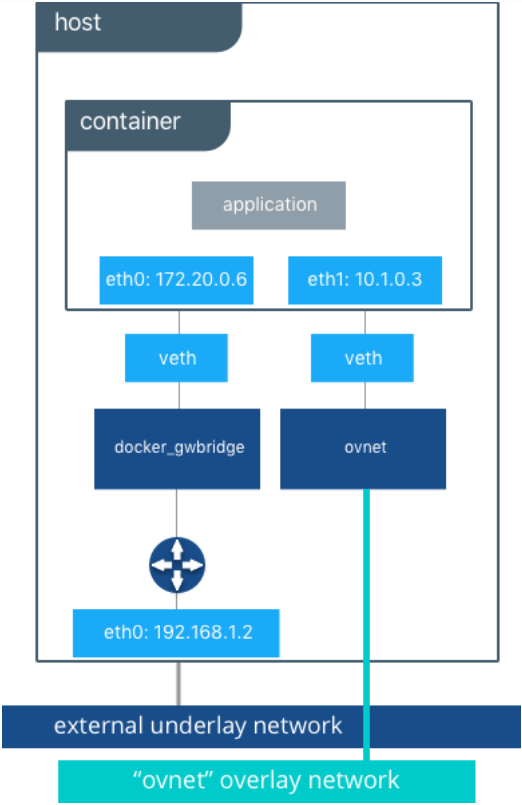 host
container
application
eth0: 172.20.0.6
eth1: 10.1.0.3
veth
veth
docker_gwbridge
ovnet
eth0: 192.168.1.2
external underlay network
“ovnet” overlay network